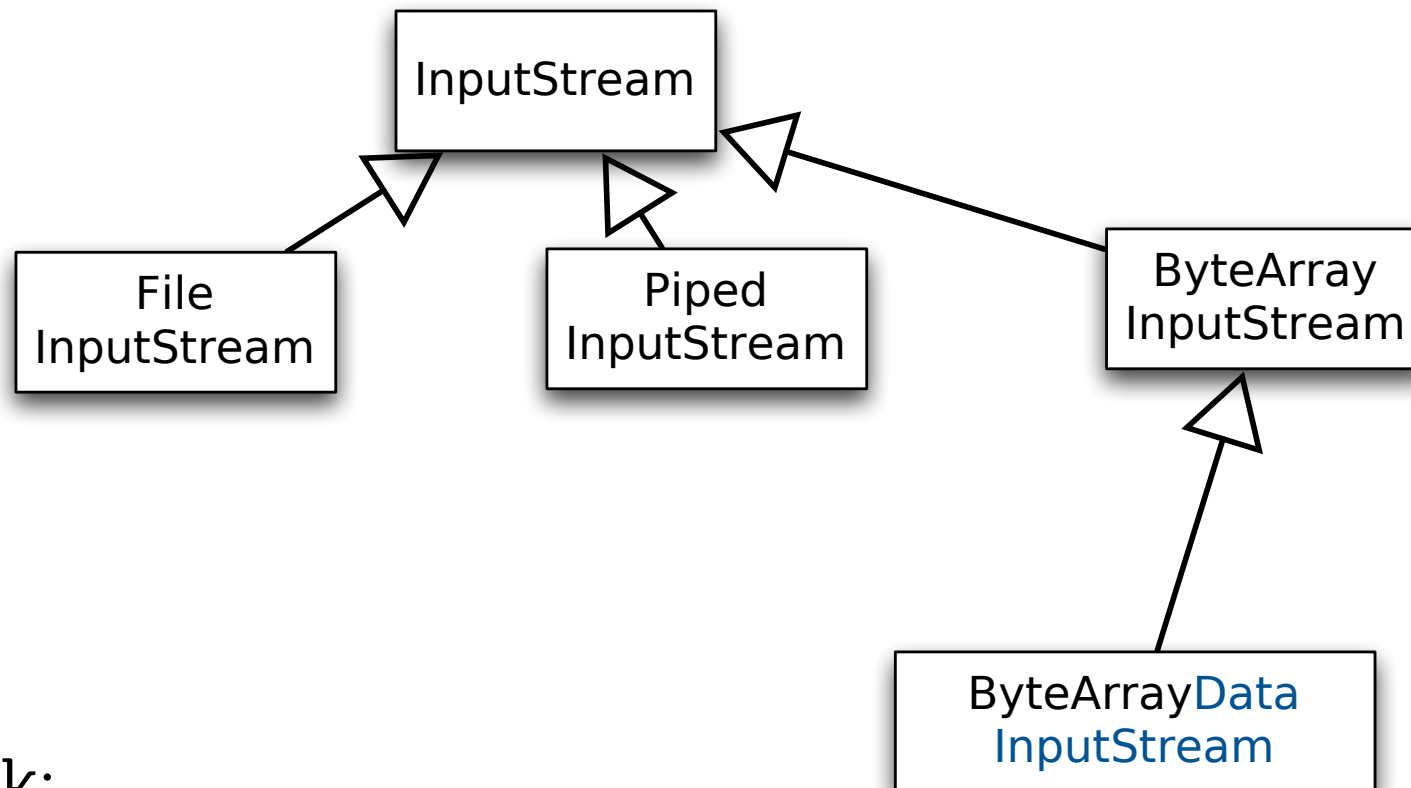 InputStream
File
InputStream
Piped
InputStream
ByteArray
InputStream
ByteArrayData
InputStream
k: